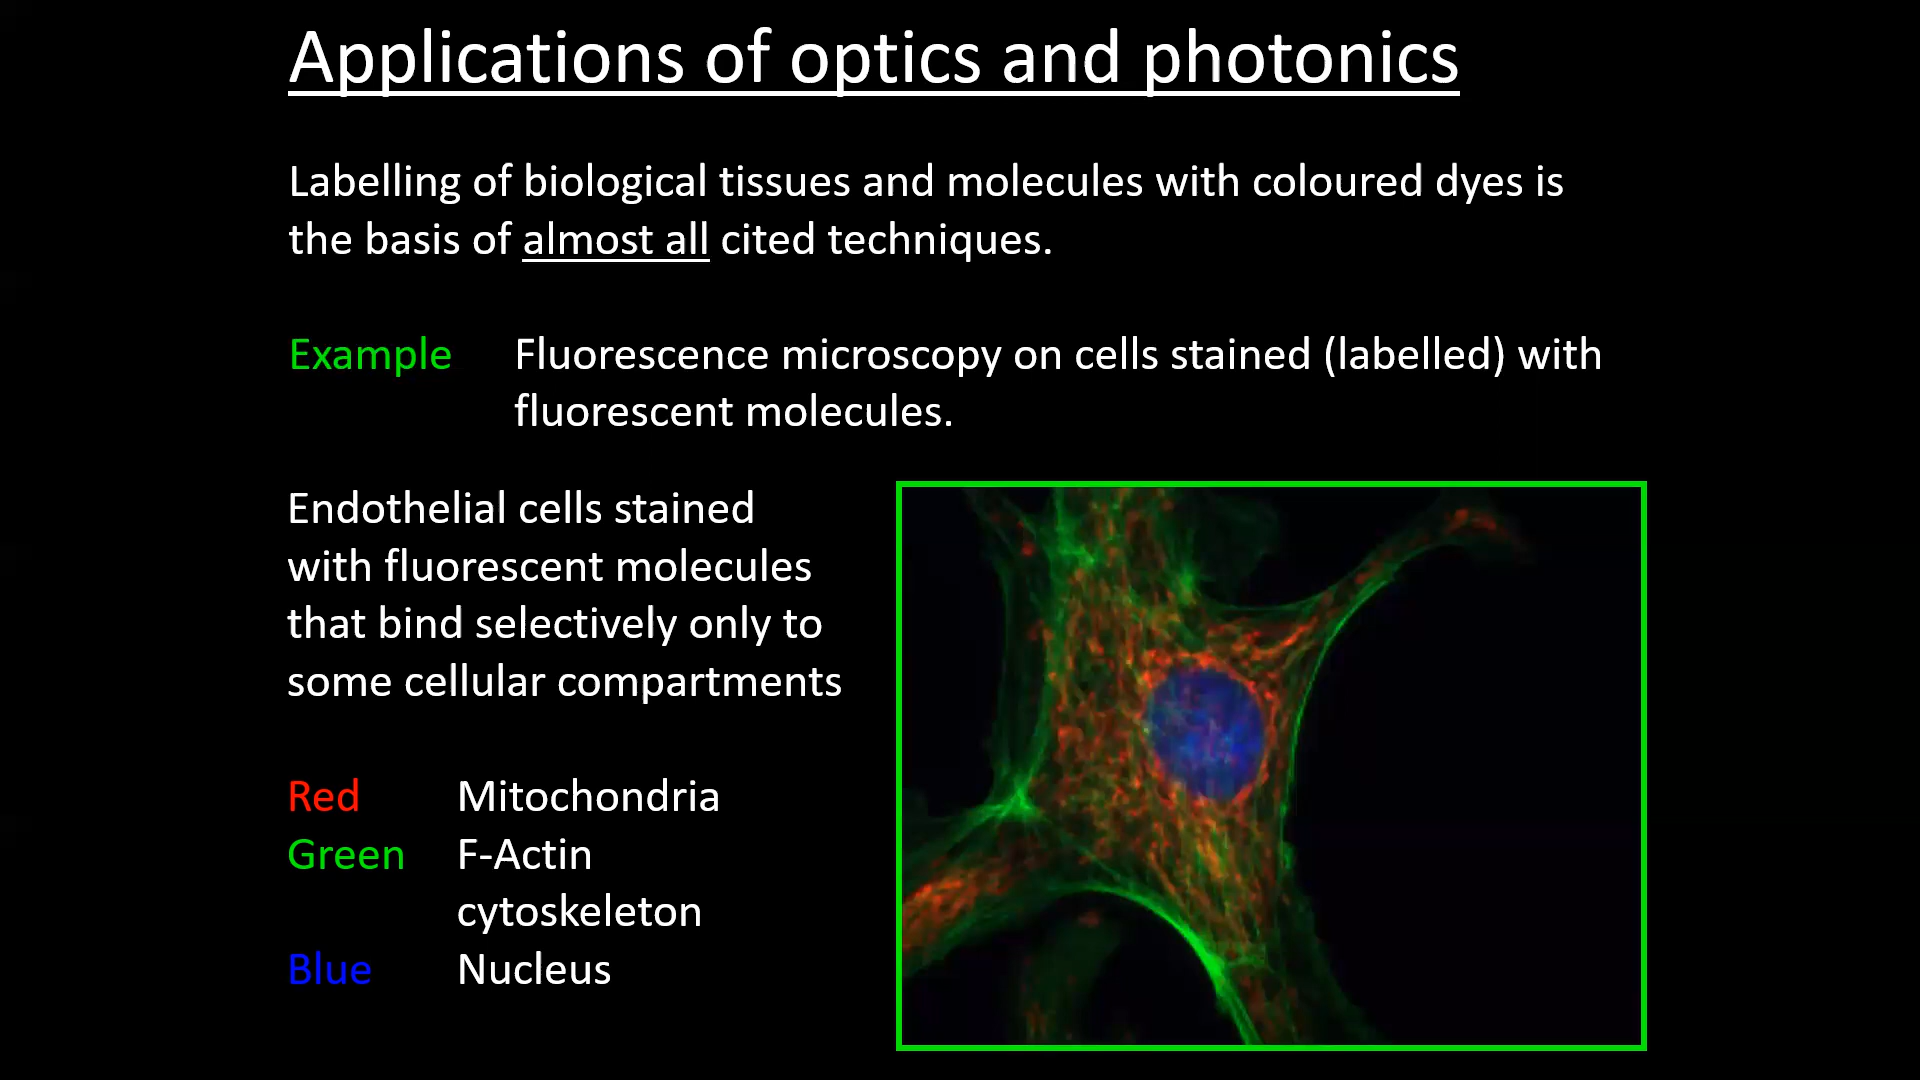 Applications of optics and photonics
Labelling of biological tissues and molecules with coloured dyes is
the basis of almost all cited techniques.
Example Fluorescence microscopy on cells stained (labelled) with
fluorescent molecules.
Endothelial cells stained
with fluorescent molecules
that bind selectively only to
some cellular compartments
Red Mitochondria
Green F-Actin
cytoskeleton
Blue Nucleus